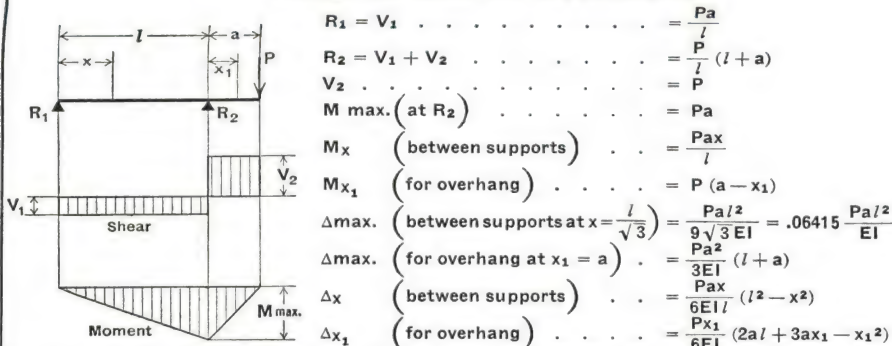 l
a
x
x₁
P
R₁
R₂
V₁
V₂
Shear
M max.
Moment
R₁ = V₁ . . . . . . . . . . . . = Pa/l
R₂ = V₁ + V₂ . . . . . . . = P/l (l + a)
V₂ . . . . . . . . . . . . . . = P
M max. (at R₂) . . . . . . = Pa
Mx (between supports) . . = Pax/l
Mx₁ (for overhang) . . . . = P (a — x₁)
Δmax. (between supports at x = l/√3) = Pal²/9√3EI = .06415 Pal²/EI
Δmax. (for overhang at x₁ = a) . = Pa²/3EI (l + a)
Δx (between supports) . . = Pax/6EIl (l² — x²)
Δx₁ (for overhang) . . . . = Px₁/6EI (2al + 3ax₁ — x₁²)